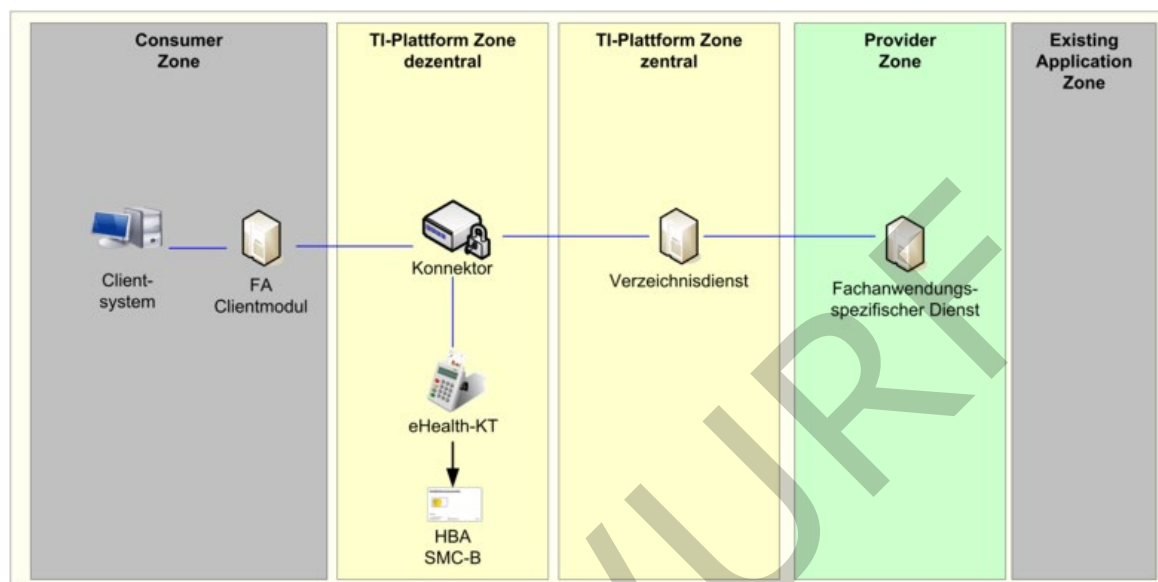 Consumer
Zone
TI-Plattform Zone
dezentral
TI-Plattform Zone
zentral
Provider
Zone
Existing
Application
Zone
Client-
system
FA
Clientmodul
Konnektor
Verzeichnisdienst
Fachanwendungs-
spezifischer Dienst
eHealth-KT
HBA
SMC-B
WURF